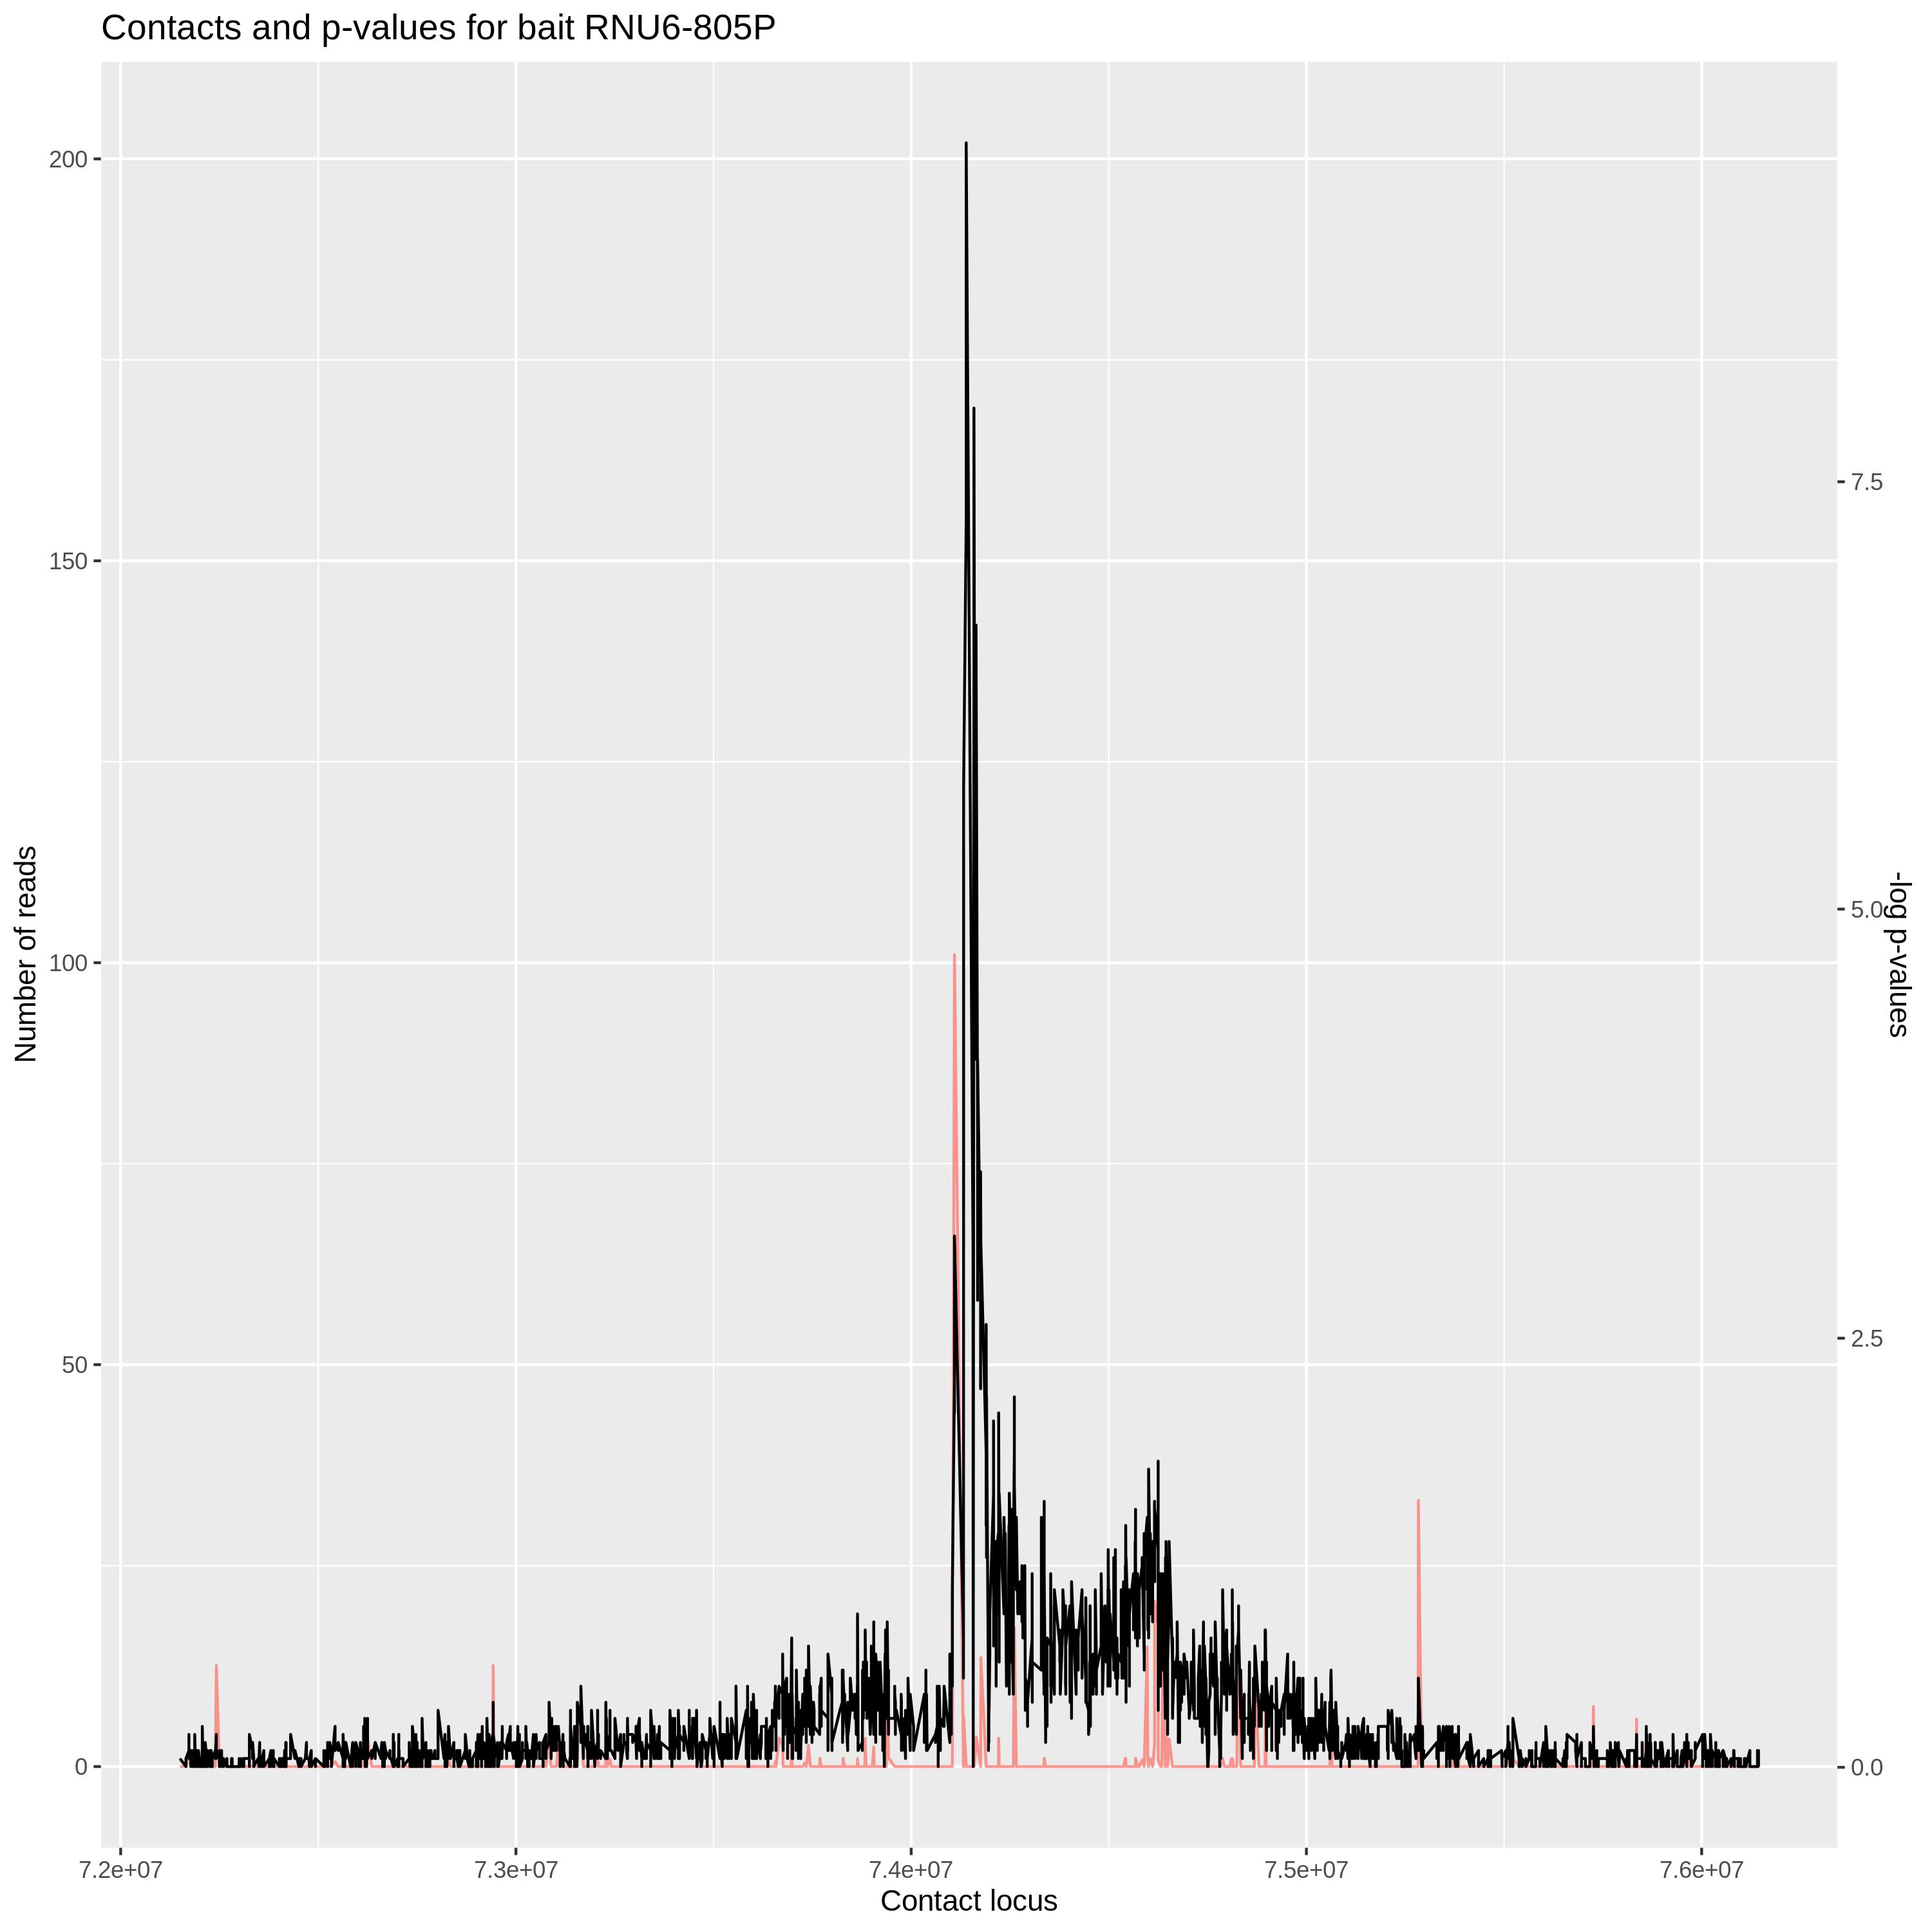 Contacts and p-values for bait RNU6-805P
200
150
100
50
0
Number of reads
7.5
5.0
2.5
0.0
-log p-values
7.2e+07 7.3e+07 7.4e+07 7.5e+07 7.6e+07
Contact locus